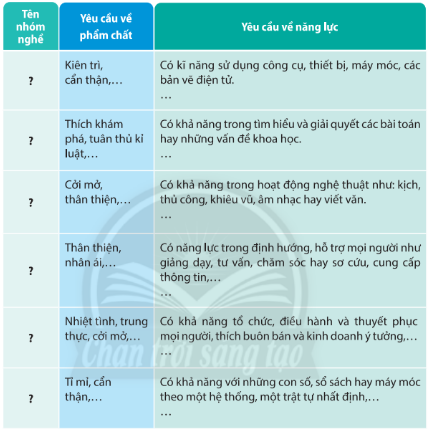 Tên
nhóm
nghề
Yêu cầu về
phẩm chất
Yêu cầu về năng lực
?
Kiên trì,
cẩn thận,…
Có kĩ năng sử dụng công cụ, thiết bị, máy móc, các
bản vẽ điện tử.
…
?
Thích khám
phá, tuân thủ kỉ
luật,…
Có khả năng trong tìm hiểu và giải quyết các bài toán
hay những vấn đề khoa học.
…
?
Cởi mở,
thân thiện,…
Có khả năng trong hoạt động nghệ thuật như: kịch,
thủ công, khiêu vũ, âm nhạc hay viết văn.
…
?
Thân thiện,
nhân ái,…
Có năng lực trong định hướng, hỗ trợ mọi người như
giảng dạy, tư vấn, chăm sóc hay sơ cứu, cung cấp
thông tin,…
…
?
Nhiệt tình, trung
thực, cởi mở,…
Có khả năng tổ chức, điều hành và thuyết phục
mọi người, thích buôn bán và kinh doanh ý tưởng,…
…
Chân trời sáng tạo
?
Tỉ mỉ, cẩn
thận,…
Có khả năng với những con số, sổ sách hay máy móc
theo một hệ thống, một trật tự nhất định,…
…